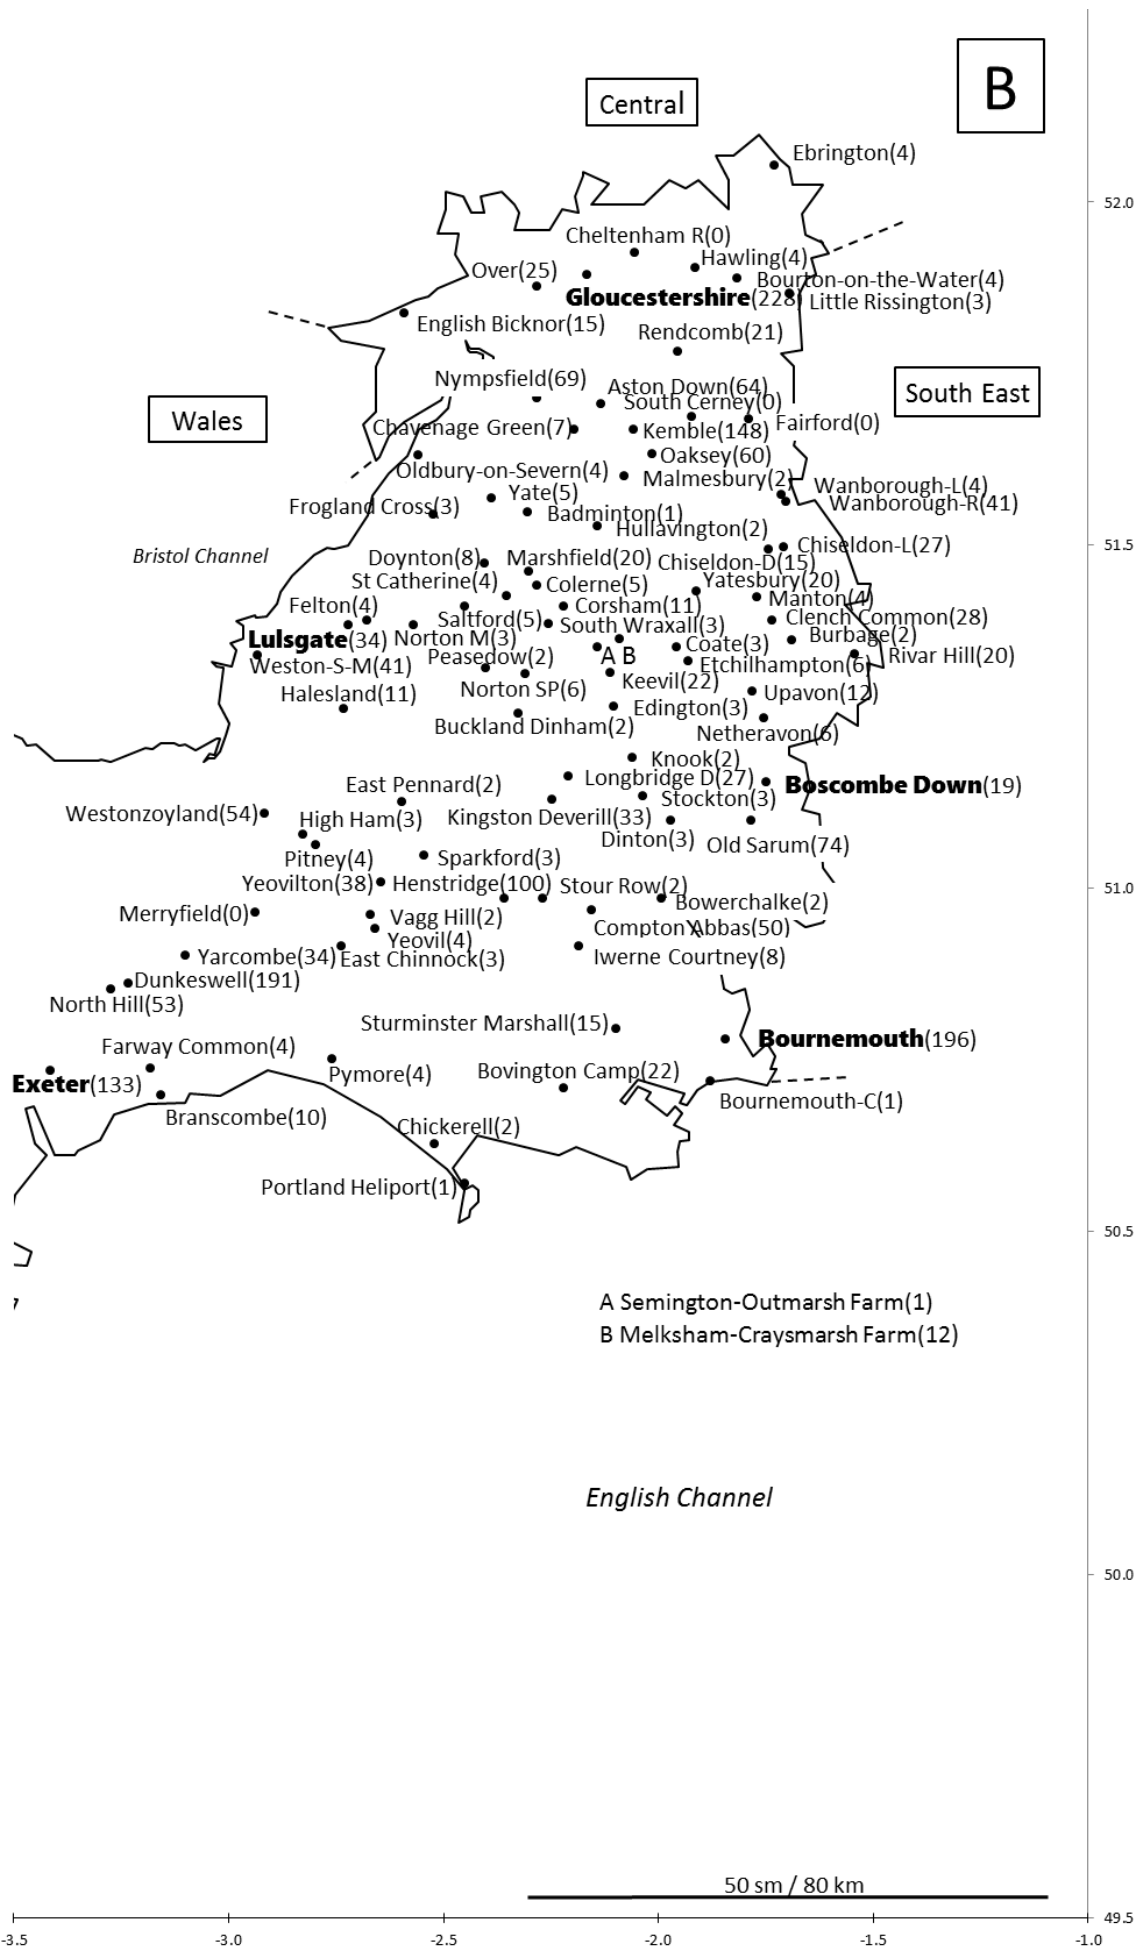 B
Central
Ebrington(4)
52.0
Cheltenham R(0)
Hawling(4)
Over(25)
Bourton-on-the-Water(4)
Gloucestershire(228)
Little Rissington(3)
English Bicknor(15)
Rendcomb(21)
Nympsfield(69)
Aston Down(64)
South East
South Cerney(0)
Wales
Fairford(0)
Chavenage Green(7)
Kemble(148)
Oaksey(60)
Oldbury-on-Severn(4)
Malmesbury(2)
Wanborough-L(4)
Yate(5)
Wanborough-R(41)
Frogland Cross(3)
Badminton(1)
Hullavington(2)
51.5
Chiseldon-L(27)
Bristol Channel
Doynton(8)
Marshfield(20)
Chiseldon-D(15)
St Catherine(4)
Colerne(5)
Yatesbury(20)
Manton(4)
Felton(4)
Corsham(11)
Saltford(5)
Clench Common(28)
South Wraxall(3)
Burbage(2)
Lulsgate(34)
Norton M(3)
Coate(3)
Peasedow(2)
A B
Rivar Hill(20)
Weston-S-M(41)
Etchilhampton(6)
Keevil(22)
Norton SP(6)
Halesland(11)
Upavon(12)
Edington(3)
Buckland Dinham(2)
Netheravon(6)
Knook(2)
Longbridge D(27)
East Pennard(2)
Boscombe Down(19)
Stockton(3)
Westonzoyland(54)
High Ham(3)
Kingston Deverill(33)
Dinton(3)
Old Sarum(74)
Pitney(4)
Sparkford(3)
Yeovilton(38)
Henstridge(100)
Stour Row(2)
51.0
Bowerchalke(2)
Merryfield(0)
Vagg Hill(2)
Compton Abbas(50)
Yeovil(4)
Yarcombe(34)
East Chinnock(3)
Iwerne Courtney(8)
Dunkeswell(191)
North Hill(53)
Sturminster Marshall(15)
Bournemouth(196)
Farway Common(4)
Pymore(4)
Bovington Camp(22)
Exeter(133)
Bournemouth-C(1)
Branscombe(10)
Chickerell(2)
Portland Heliport(1)
50.5
A Semington-Outmarsh Farm(1)
B Melksham-Craysmarsh Farm(12)
English Channel
50.0
50 sm / 80 km
49.5
-3.5 -3.0 -2.5 -2.0 -1.5 -1.0